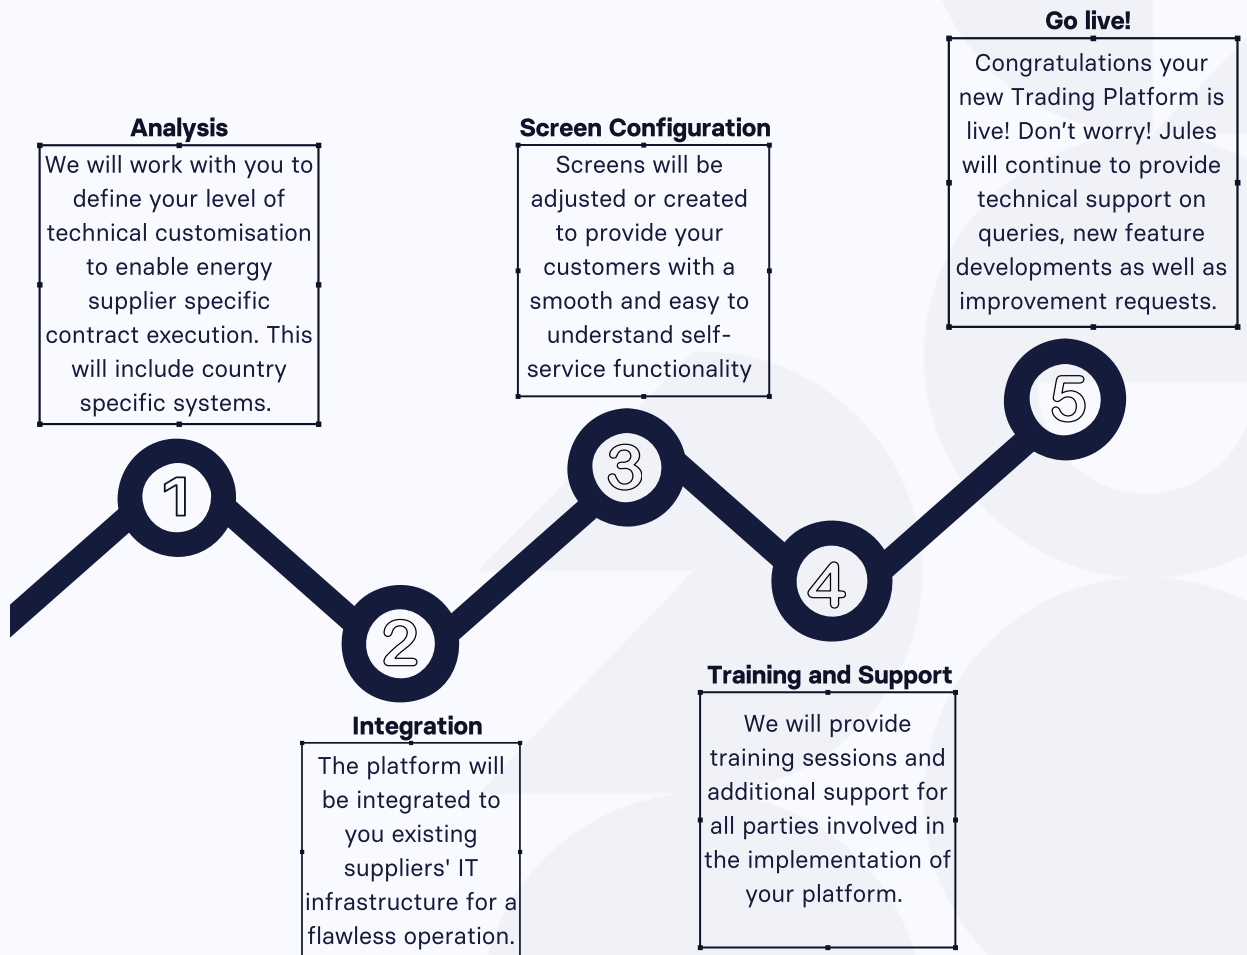 Analysis
We will work with you to
define your level of
technical customisation
to enable energy
supplier specific
contract execution. This
will include country
specific systems.
1
2
Integration
The platform will
be integrated to
you existing
suppliers' IT
infrastructure for a
flawless operation.
Screen Configuration
Screens will be
adjusted or created
to provide your
customers with a
smooth and easy to
understand self-
service functionality
3
4
Training and Support
We will provide
training sessions and
additional support for
all parties involved in
the implementation of
your platform.
Go live!
Congratulations your
new Trading Platform is
live! Don’t worry! Jules
will continue to provide
technical support on
queries, new feature
developments as well as
improvement requests.
5